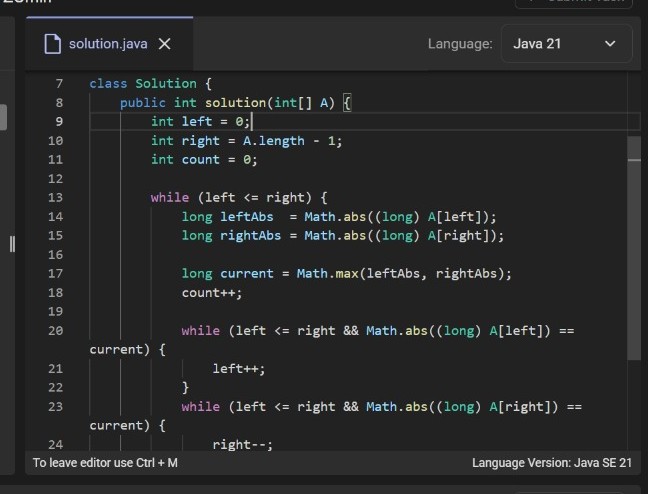 solution.java
Language: Java 21
7 class Solution {
8 public int solution(int[] A) {
9 int left = 0;
10 int right = A.length - 1;
11 int count = 0;
12
13 while (left <= right) {
14 long leftAbs  = Math.abs((long) A[left]);
15 long rightAbs = Math.abs((long) A[right]);
16
17 long current = Math.max(leftAbs, rightAbs);
18 count++;
19
20 while (left <= right && Math.abs((long) A[left]) ==
current) {
21 left++;
22 }
23 while (left <= right && Math.abs((long) A[right]) ==
current) {
24 right--;
To leave editor use Ctrl + M
Language Version: Java SE 21